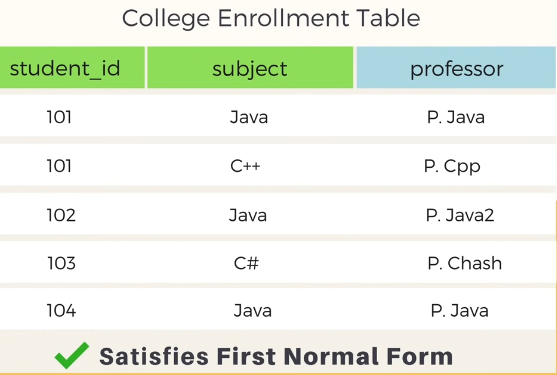 College Enrollment Table
student_id subject professor
101 Java P. Java
101 C++ P. Cpp
102 Java P. Java2
103 C# P. Chash
104 Java P. Java
Satisfies First Normal Form